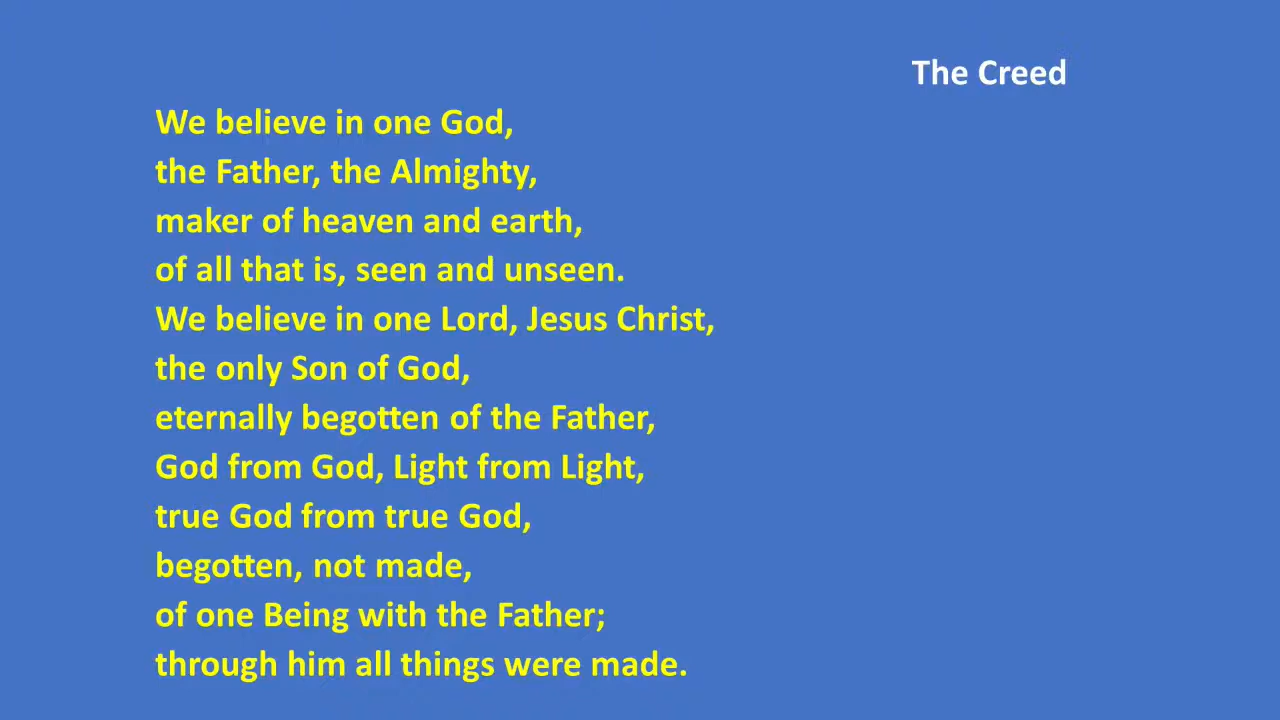 The Creed
We believe in one God,
the Father, the Almighty,
maker of heaven and earth,
of all that is, seen and unseen.
We believe in one Lord, Jesus Christ,
the only Son of God,
eternally begotten of the Father,
God from God, Light from Light,
true God from true God,
begotten, not made,
of one Being with the Father;
through him all things were made.